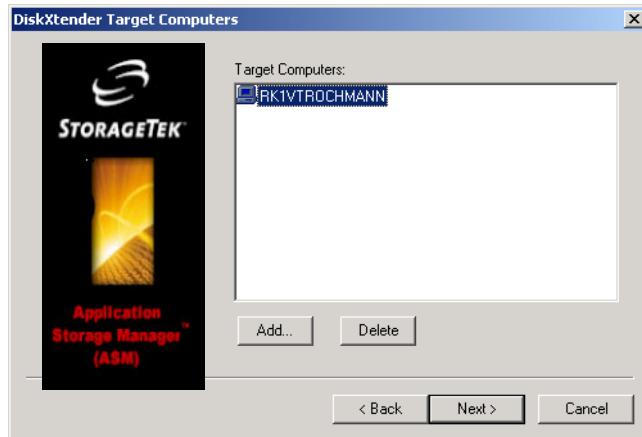 DiskXtender Target Computers
STORAGETEK
Target Computers:
RK1VTROCHMANN
Application
Storage Manager™
(ASM)
Add...
Delete
< Back
Next >
Cancel